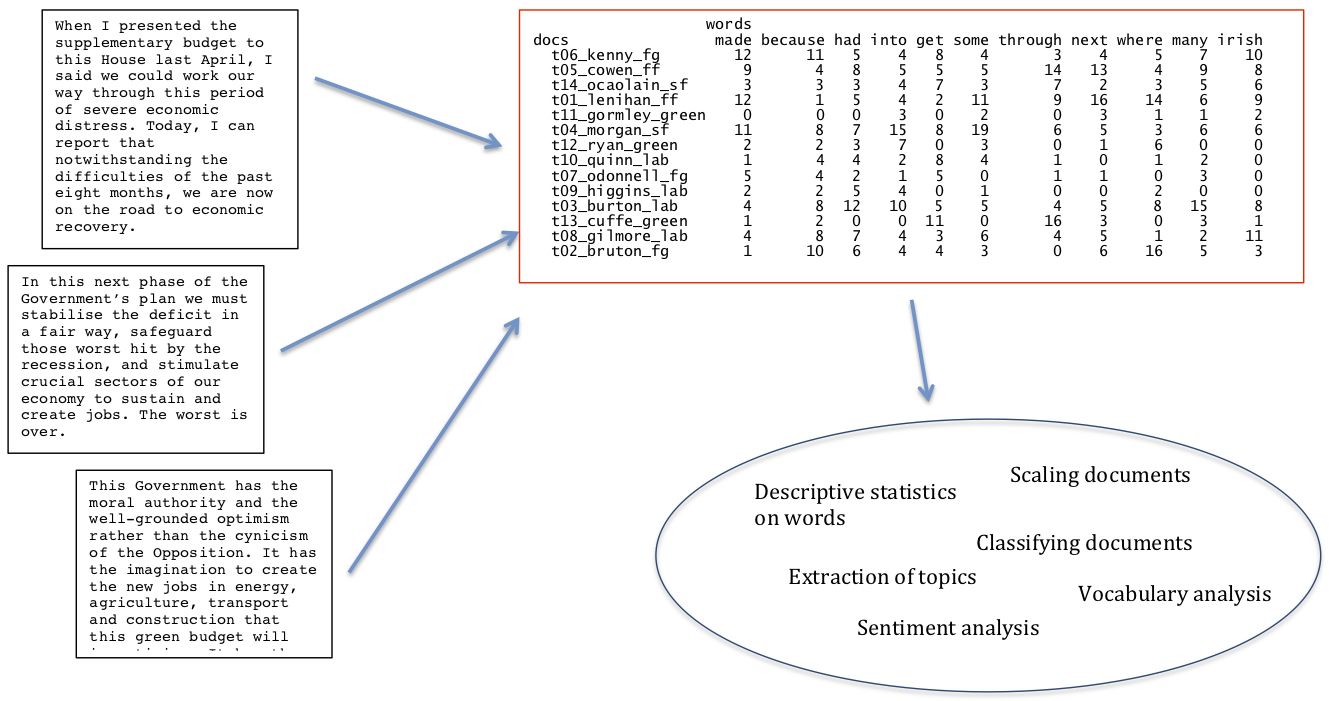 When I presented the
supplementary budget to
this House last April, I
said we could work our
way through this period
of severe economic
distress. Today, I can
report that
notwithstanding the
difficulties of the past
eight months, we are now
on the road to economic
recovery.
In this next phase of the
Government's plan we must
stabilise the deficit in
a fair way, safeguard
those worst hit by the
recession, and stimulate
crucial sectors of our
economy to sustain and
create jobs. The worst is
over.
This Government has the
moral authority and the
well-grounded optimism
rather than the cynicism
of the Opposition. It has
the imagination to create
the new jobs in energy,
agriculture, transport
and construction that
this green budget will
words
docs made because had into get some through next where many irish
t06_kenny_fg 12 11 5 4 8 4 3 4 5 7 10
t05_cowen_ff 9 4 8 5 5 5 14 13 4 9 8
t14_ocaolain_sf 3 3 3 4 7 3 7 2 3 5 6
t01_lenihan_ff 12 1 5 4 2 11 9 16 14 6 9
t11_gormley_green 0 0 0 3 0 2 0 3 1 1 2
t04_morgan_sf 11 8 7 15 8 19 6 5 3 6 6
t12_ryan_green 2 2 3 7 0 3 0 1 6 0 0
t10_quinn_lab 1 4 4 2 8 4 1 0 1 2 0
t07_odonnell_fg 5 4 2 1 5 0 1 1 0 3 0
t09_higgins_lab 2 2 5 4 0 1 0 0 2 0 0
t03_burton_lab 4 8 12 10 5 5 4 5 8 15 8
t13_cuffe_green 1 2 0 0 11 0 16 3 0 3 1
t08_gilmore_lab 4 8 7 4 3 6 4 5 1 2 11
t02_bruton_fg 1 10 6 4 4 3 0 6 16 5 3
Scaling documents
Descriptive statistics
on words
Classifying documents
Extraction of topics
Vocabulary analysis
Sentiment analysis